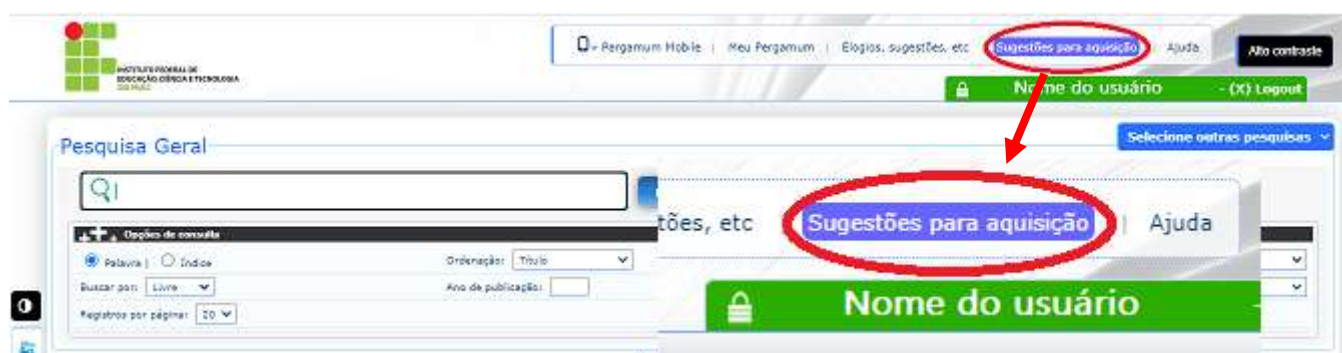 - Pergamum Mobile | Meu Pergamum | Elogios, sugestões, etc | Sugestões para aquisição | Ajuda
Alto contraste
INSTITUTO FEDERAL DE
EDUCAÇÃO, CIÊNCIA E TECNOLOGIA
SÃO PAULO
Nome do usuário - (X) Logout
Pesquisa Geral
Selecione outras pesquisas
tões, etc Sugestões para aquisição | Ajuda
Opções de consulta
Palavra | Índice
Ordenação: Título
Buscar por: Livre
Ano de publicação:
Registros por página: 20
Nome do usuário